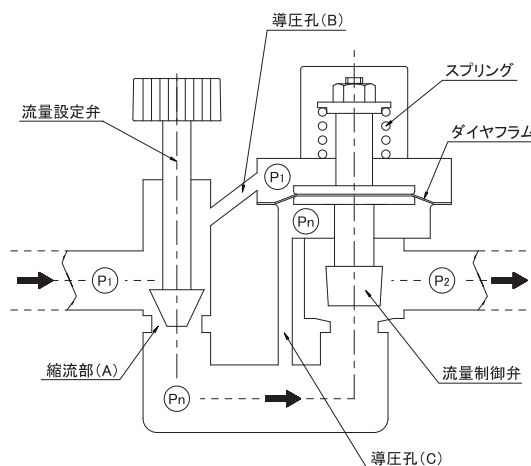 導圧孔(B)
スプリング
流量設定弁
ダイヤフラム
P1
Pn
P1
P2
縮流部(A)
流量制御弁
Pn
導圧孔(C)